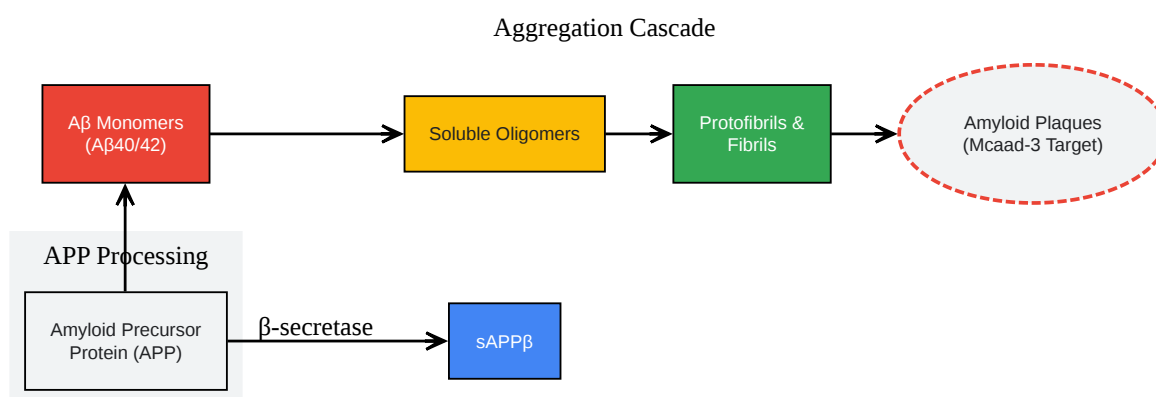 Aggregation Cascade
Aβ Monomers
(Aβ40/42)
Soluble Oligomers
Protofibrils &
Fibrils
Amyloid Plaques
(Mcaad-3 Target)
APP Processing
Amyloid Precursor
Protein (APP)
β-secretase
sAPPβ